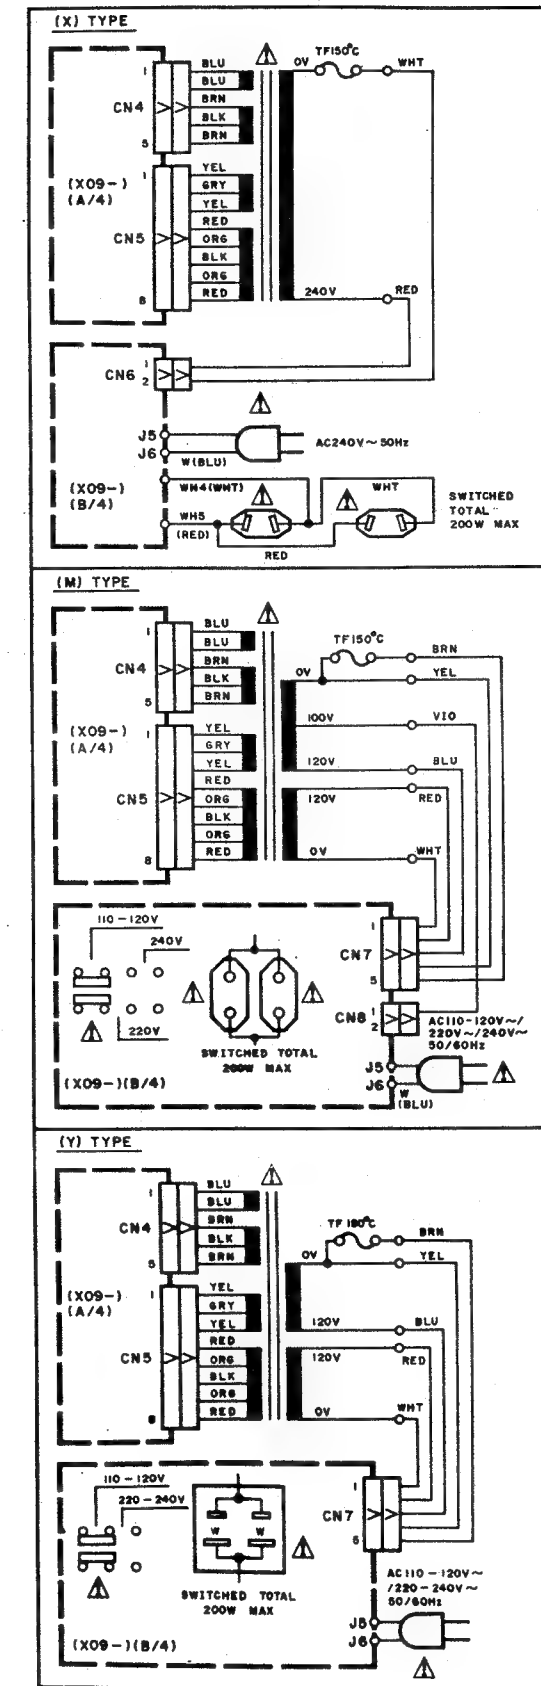 (X) TYPE
TF150°C
0V
WHT
1
BLU
BLU
BRN
CN4
BLK
5
BRN
1
YEL
(X09-)
(A/4)
GRY
YEL
RED
CN5
ORG
BLK
ORG
8
RED
240V
RED
CN6
1
2
J5
J6
W(BLU)
AC240V~50Hz
(X09-)
(B/4)
WH4(WHT)
WHT
WH5
(RED)
RED
SWITCHED
TOTAL
200W MAX
(M) TYPE
1
BLU
BLU
TF150°C
BRN
CN4
BRN
0V
YEL
BLK
5
BRN
(X09-)
(A/4)
1
YEL
100V
VIO
GRY
YEL
120V
BLU
RED
120V
RED
CN5
ORG
BLK
ORG
8
RED
0V
WHT
110-120V
240V
220V
CN7
1
5
CN8
1
2
SWITCHED TOTAL
200W MAX
AC110-120V~/
220V~/240V~
50/60Hz
J5
J6
W
(BLU)
(X09-)(B/4)
(Y) TYPE
1
BLU
BLU
TF180°C
BRN
CN4
BRN
0V
YEL
BLK
5
BRN
(X09-)
(A/4)
1
YEL
GRY
YEL
120V
BLU
RED
120V
RED
CN5
ORG
BLK
ORG
8
RED
0V
WHT
110-120V
220-240V
W
W
CN7
1
5
SWITCHED TOTAL
200W MAX
AC110-120V~
/220-240V~
50/60Hz
J5
J6
(X09-)(B/4)